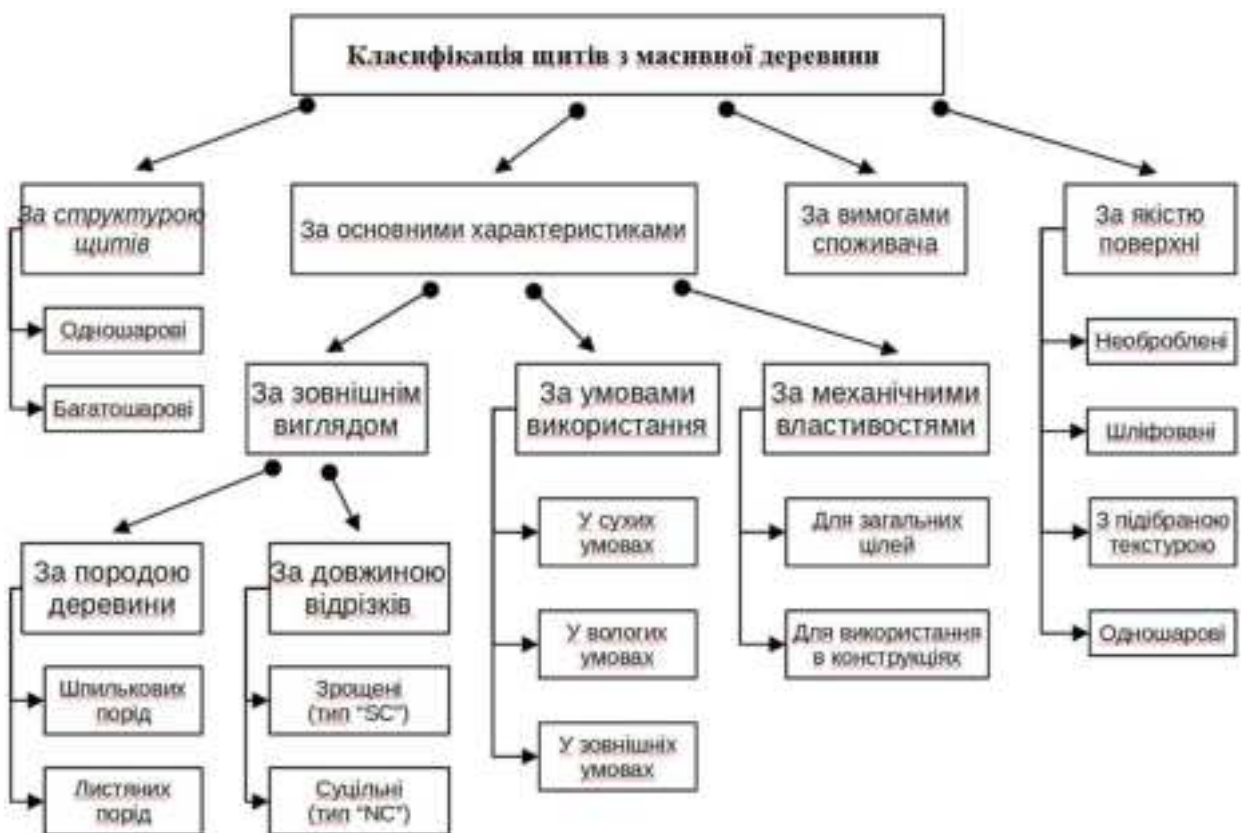 Класифікація щитів з масивної деревини
За структурою
щитів
За основними характеристиками
За вимогами
споживача
За якістю
поверхні
Одношарові
Багатошарові
Необроблені
Шліфовані
З підібраною
текстурою
Одношарові
За зовнішнім
виглядом
За умовами
використання
За механічними
властивостями
У сухих
умовах
У вологих
умовах
У зовнішніх
умовах
Для загальних
цілей
Для використання
в конструкціях
За породою
деревини
За довжиною
відрізків
Шпилькових
порід
Листяних
порід
Зрощені
(тип "SC")
Суцільні
(тип "NC")